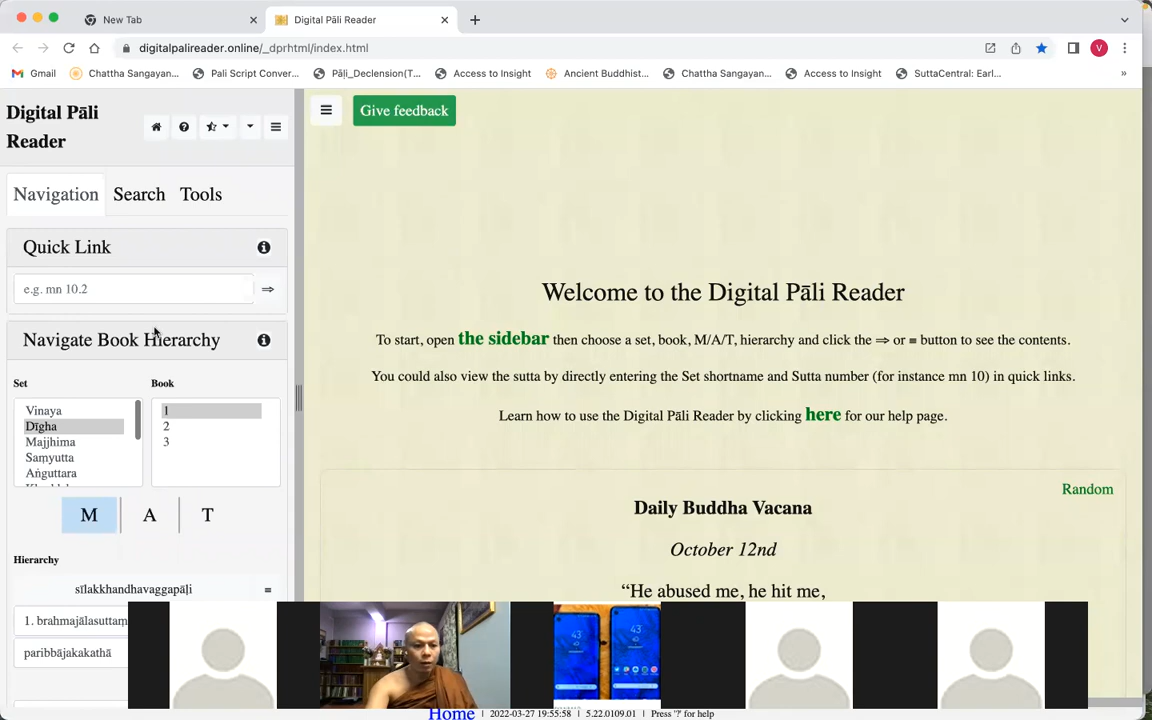 New Tab
Digital Pāli Reader
digitalpalireader.online/_dprhtml/index.html
V
Gmail
Chattha Sangayan...
Pali Script Conver...
Pāḷi_Declension(T...
Access to Insight
Ancient Buddhist...
Chattha Sangayan...
Access to Insight
SuttaCentral: Earl...
»
Digital Pāli
Reader
Give feedback
Navigation Search Tools
Quick Link
e.g. mn 10.2
⇒
Navigate Book Hierarchy
Set
Book
Vinaya
Dīgha
Majjhima
Saṃyutta
Aṅguttara
1
2
3
M
A
T
Hierarchy
sīlakkhandhavaggapāḷi
≡
1. brahmajālasuttaṃ
paribbājakakathā
Welcome to the Digital Pāli Reader
To start, open the sidebar then choose a set, book, M/A/T, hierarchy and click the ⇒ or ≡ button to see the contents.
You could also view the sutta by directly entering the Set shortname and Sutta number (for instance mn 10) in quick links.
Learn how to use the Digital Pāli Reader by clicking here for our help page.
Random
Daily Buddha Vacana
October 12nd
“He abused me, he hit me,
43
43
Home | 2022-03-27 19:55:58 | 5.22.0109.01 | Press '?' for help